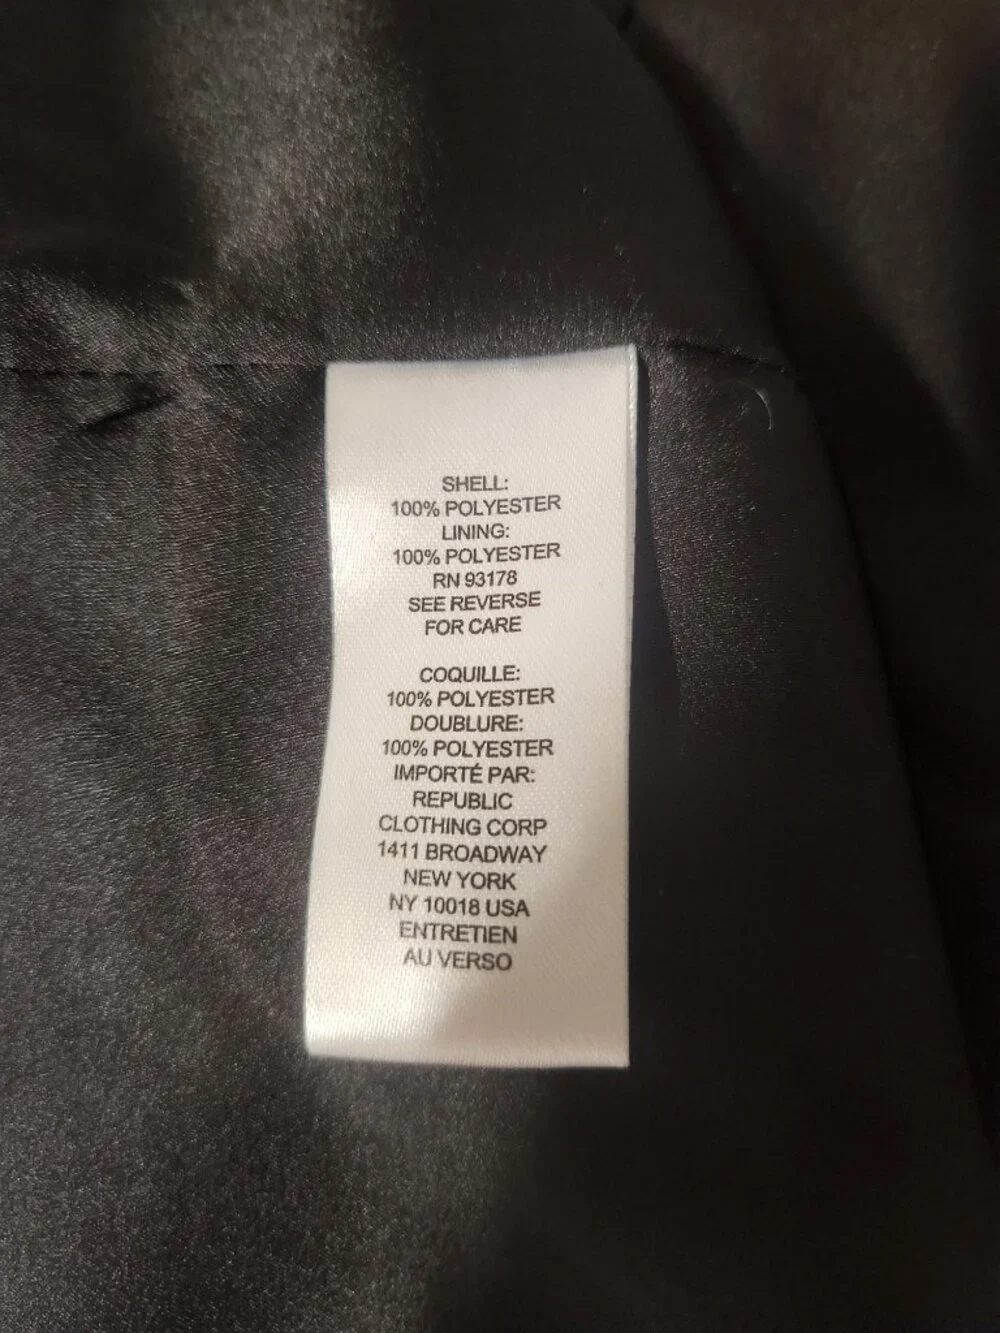 SHELL:
100% POLYESTER
LINING:
100% POLYESTER
RN 93178
SEE REVERSE
FOR CARE
COQUILLE:
100% POLYESTER
DOUBLURE:
100% POLYESTER
IMPORTÉ PAR:
REPUBLIC
CLOTHING CORP
1411 BROADWAY
NEW YORK
NY 10018 USA
ENTRETIEN
AU VERSO